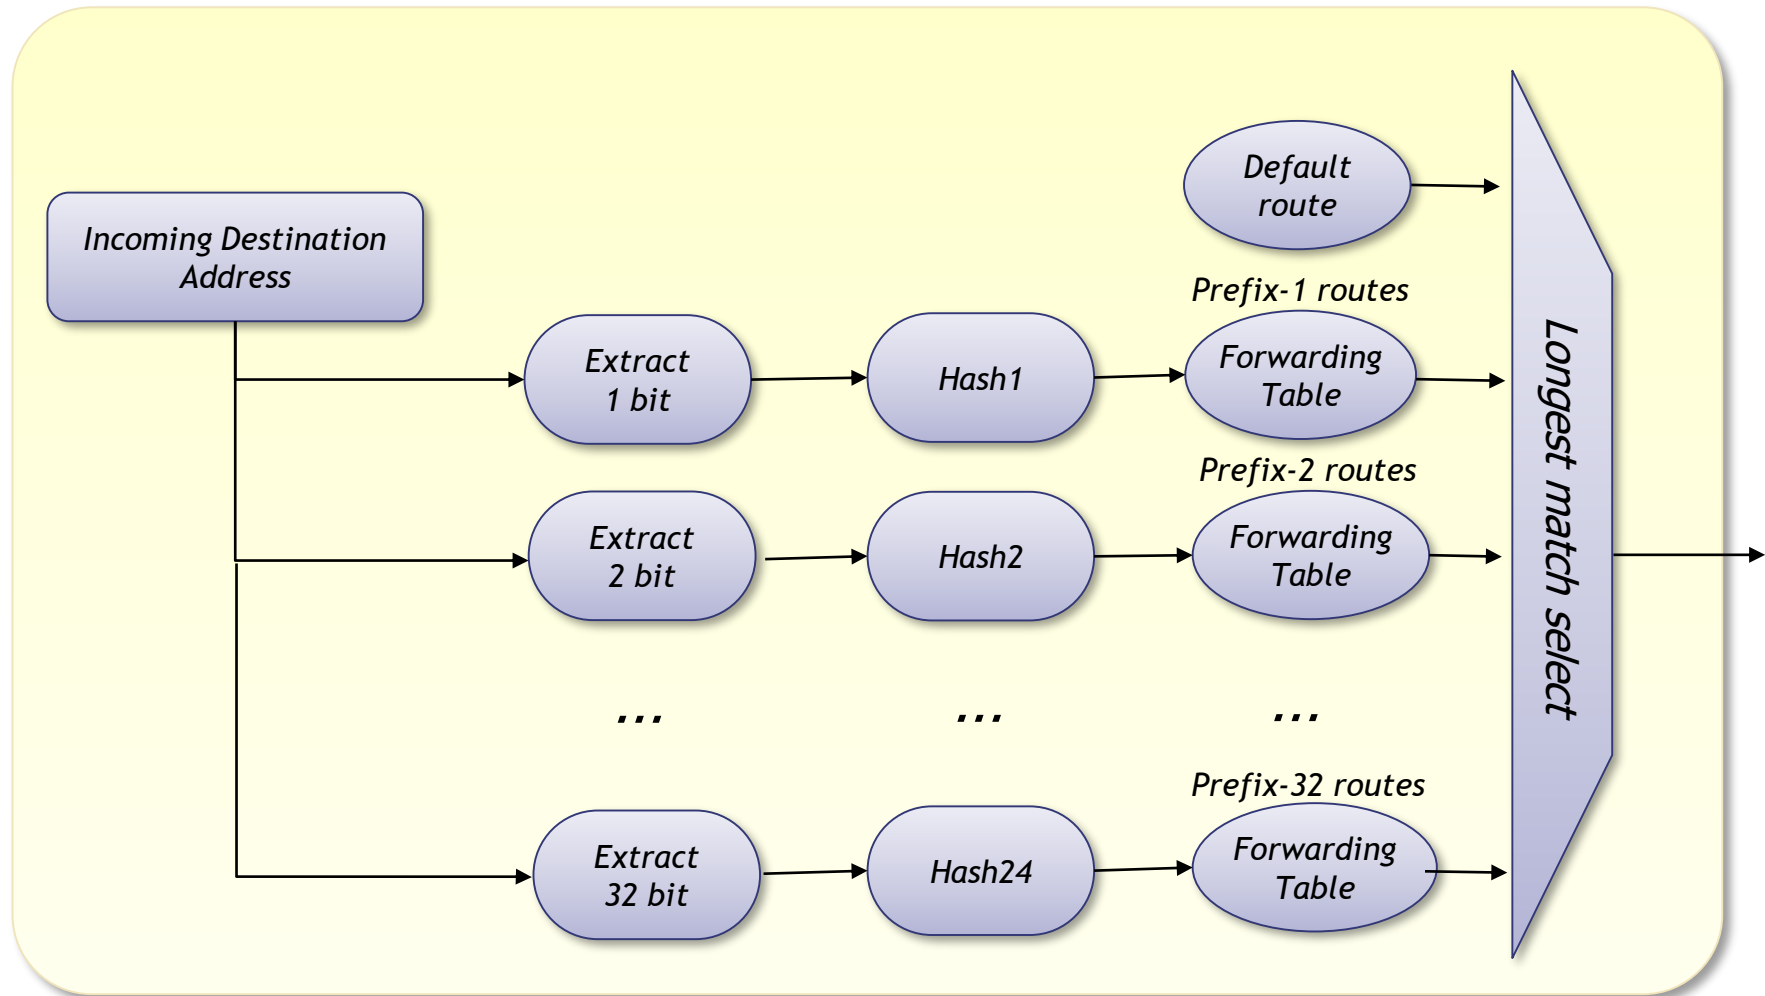 Default
route
Incoming Destination
Address
Prefix-1 routes
Extract
1 bit
Hash1
Forwarding
Table
Prefix-2 routes
Extract
2 bit
Hash2
Forwarding
Table
...
...
...
Prefix-32 routes
Extract
32 bit
Hash24
Forwarding
Table
Longest match select